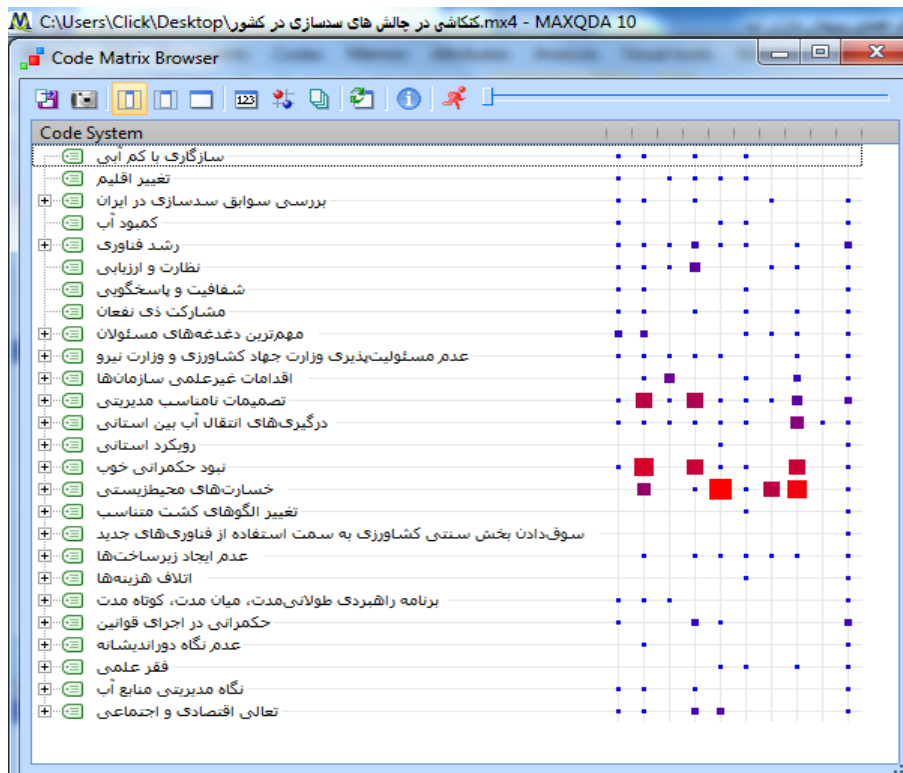 C:\Users\Click\Desktop\کنکاشی در چالش های سدسازی در کشور.mx4 - MAXQDA 10
Code Matrix Browser
123
Code System
سازگاری با کم آبی
تغییر اقلیم
بررسی سوابق سدسازی در ایران
کمبود آب
رشد فناوری
نظارت و ارزیابی
شفافیت و پاسخگویی
مشارکت ذی نفعان
مهم‌ترین دغدغه‌های مسئولان
عدم مسئولیت‌پذیری وزارت جهاد کشاورزی و وزارت نیرو
اقدامات غیرعلمی سازمان‌ها
تصمیمات نامناسب مدیریتی
درگیری‌های انتقال آب بین استانی
رویکرد استانی
نبود حکمرانی خوب
خسارت‌های محیط‌زیستی
تغییر الگوهای کشت متناسب
سوق‌دادن بخش سنتی کشاورزی به سمت استفاده از فناوری‌های جدید
عدم ایجاد زیرساخت‌ها
اتلاف هزینه‌ها
برنامه راهبردی طولانی‌مدت، میان مدت، کوتاه مدت
حکمرانی در اجرای قوانین
عدم نگاه دوراندیشانه
فقر علمی
نگاه مدیریتی منابع آب
تعالی اقتصادی و اجتماعی